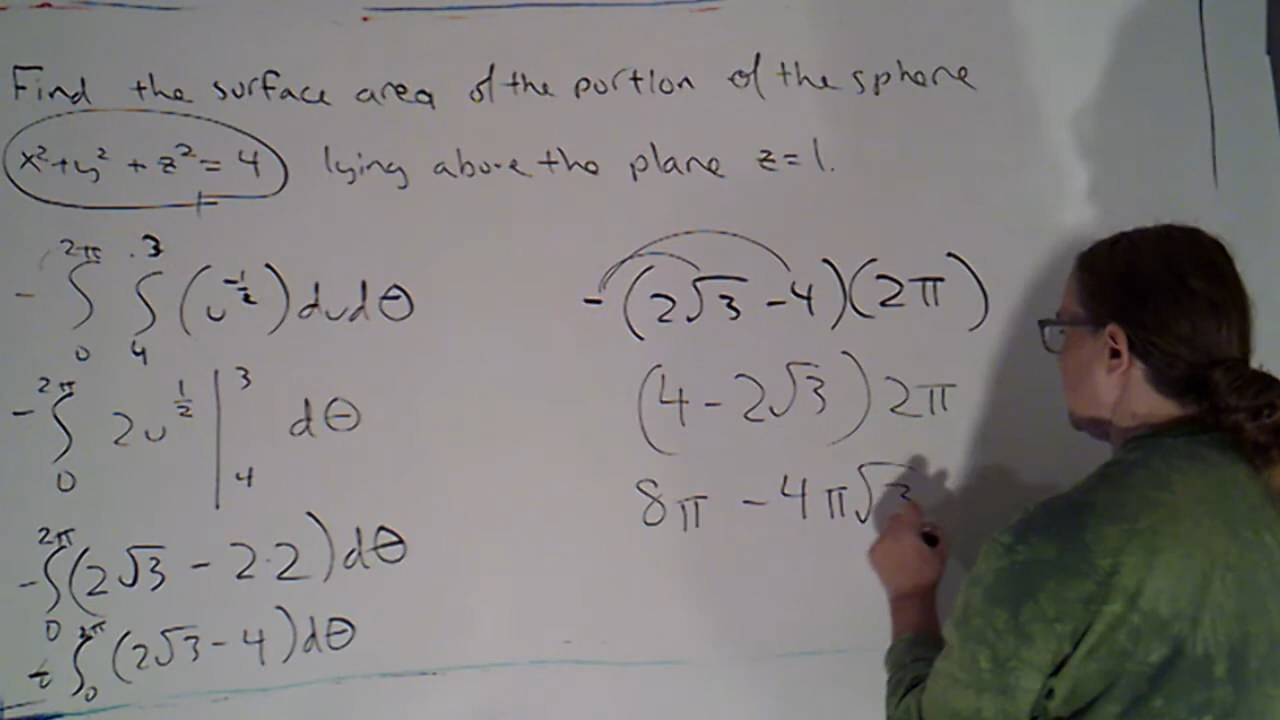 Find the surface area of the portion of the sphere
x²+y²+z²=4 lying above the plane z=1.
-∫₀^{2π} ∫₄^{3} (u^{-1/2}) du dθ
-∫₀^{2π} 2u^{1/2} |₄^{3} dθ
-∫₀^{2π} (2√3 - 2·2) dθ
∫₀^{2π} (2√3 - 4) dθ
-(2√3 - 4)(2π)
(4 - 2√3) 2π
8π - 4π√3